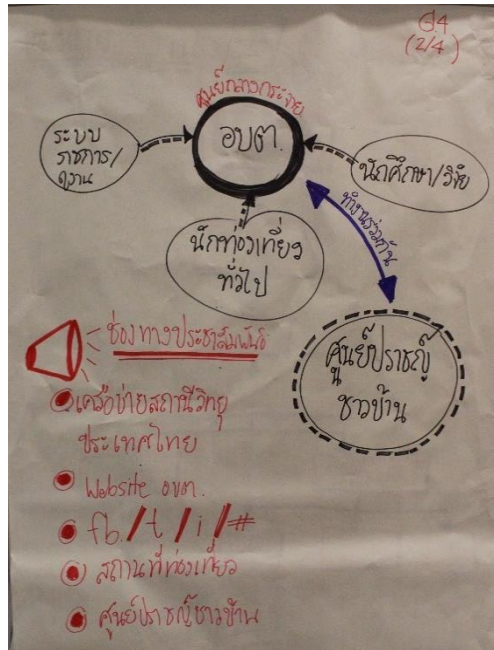 G4
(2/4)
ศูนย์กลางกระจาย
อบต.
ระบบ
ราชการ/
ดูงาน
นักศึกษา/วิจัย
นักท่องเที่ยว
ทั่วไป
ทำงานร่วมกัน
ศูนย์ปราชญ์
ชาวบ้าน
ช่องทางประชาสัมพันธ์
เครือข่ายสถานีวิทยุ
ประเทศไทย
Website อบต.
fb / t / i / #
สถานที่ท่องเที่ยว
ศูนย์ปราชญ์ชาวบ้าน